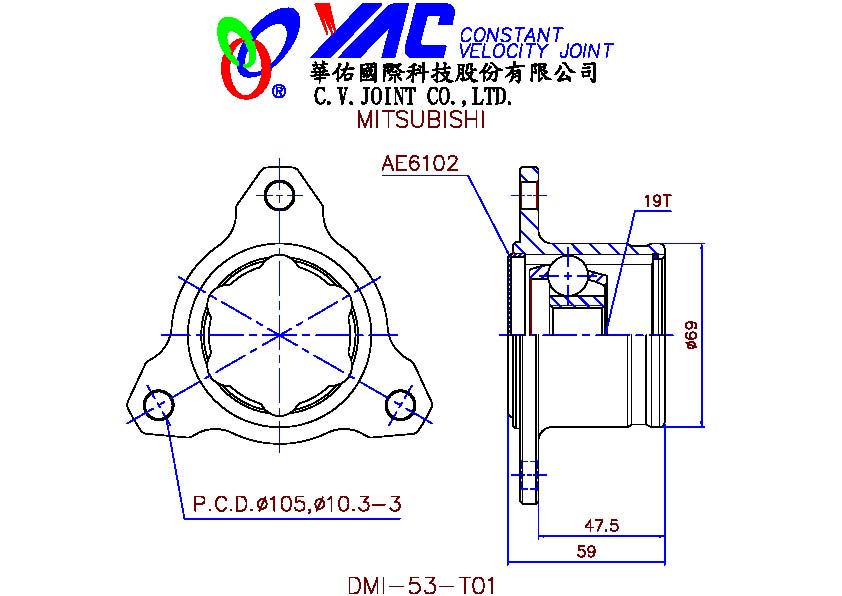 YAC CONSTANT
VELOCITY JOINT
®
華佑國際科技股份有限公司
C.V.JOINT CO.,LTD.
MITSUBISHI
AE6102
19T
ø69
P.C.D.ø105,ø10.3-3
47.5
59
DMI-53-T01